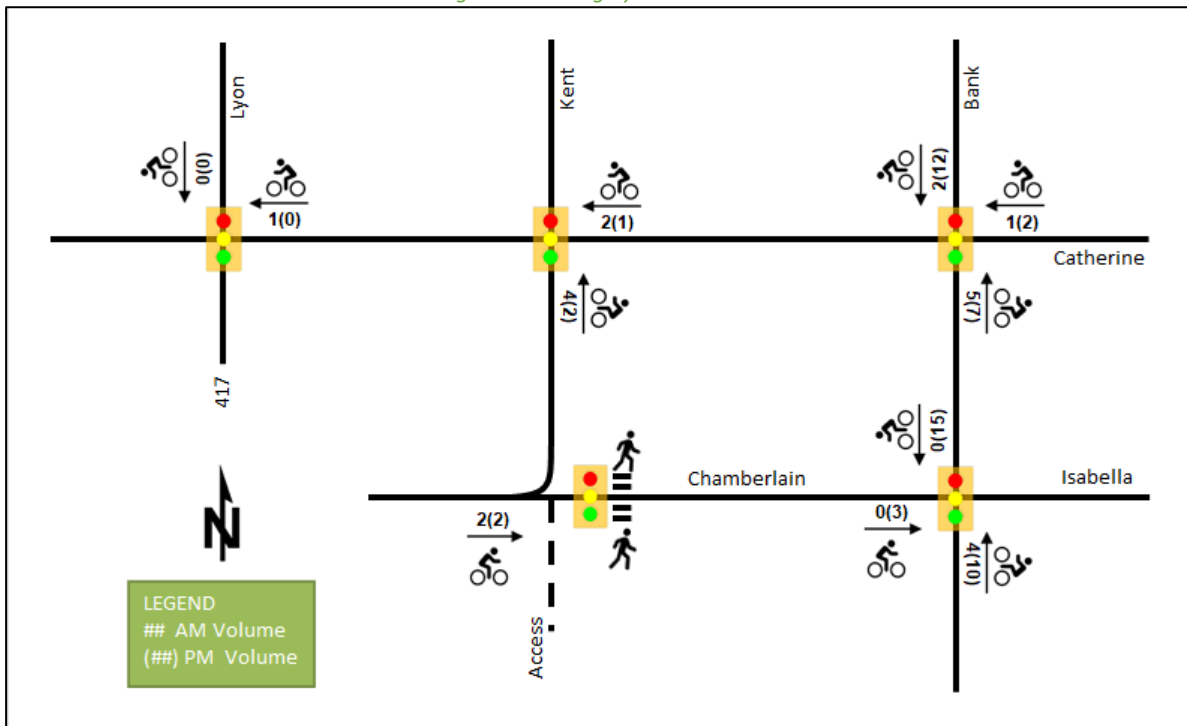 Lyon
Kent
Bank
0(0)
1(0)
2(1)
2(12)
1(2)
Catherine
4(2)
5(7)
417
0(15)
Chamberlain
Isabella
2(2)
0(3)
4(10)
N
Access
LEGEND
## AM Volume
(##) PM Volume